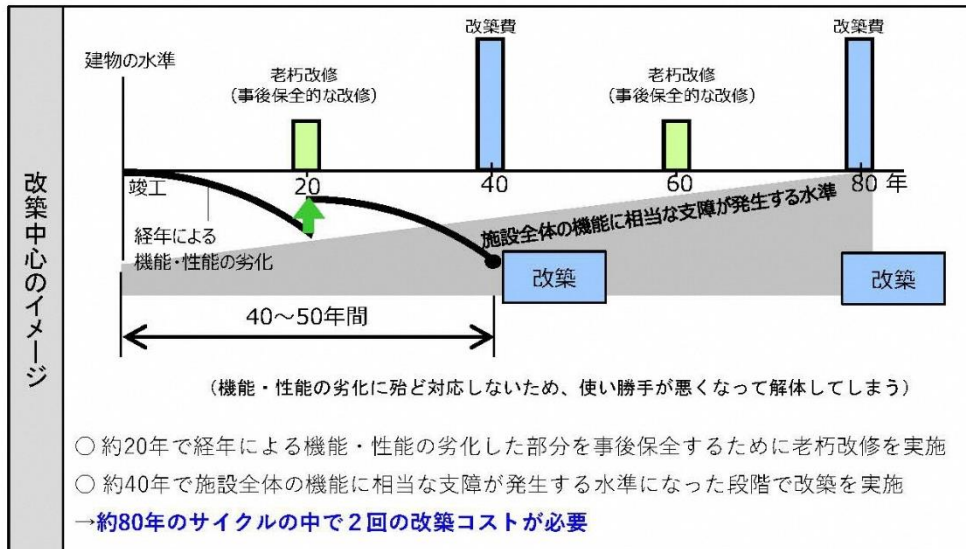 改築中心のイメージ
改築費
改築費
建物の水準
老朽改修
(事後保全的な改修)
老朽改修
(事後保全的な改修)
竣工
20
40
60
80 年
経年による
機能・性能の劣化
施設全体の機能に相当な支障が発生する水準
改築
改築
40～50年間
(機能・性能の劣化に殆ど対応しないため、使い勝手が悪くなって解体してしまう)
○ 約20年で経年による機能・性能の劣化した部分を事後保全するために老朽改修を実施
○ 約40年で施設全体の機能に相当な支障が発生する水準になった段階で改築を実施
→約80年のサイクルの中で２回の改築コストが必要